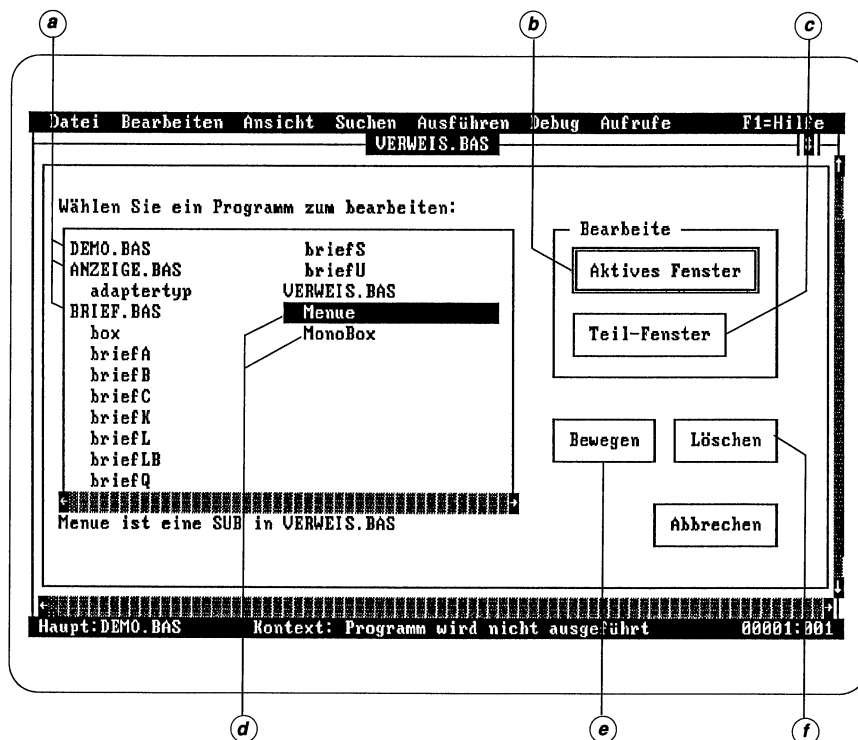 a b c
Datei Bearbeiten Ansicht Suchen Ausführen Debug Aufrufe F1=Hilfe
VERWEIS.BAS
Wählen Sie ein Programm zum bearbeiten:
DEMO.BAS
ANZEIGE.BAS
adaptertyp
BRIEF.BAS
box
briefA
briefB
briefC
briefK
briefL
briefLB
briefQ
briefS
briefU
VERWEIS.BAS
Menue
MonoBox
Menue ist eine SUB in VERWEIS.BAS
Bearbeite
Aktives Fenster
Teil-Fenster
Bewegen Löschen
Abbrechen
Haupt:DEMO.BAS Kontext: Programm wird nicht ausgeführt 00001:001
d e f